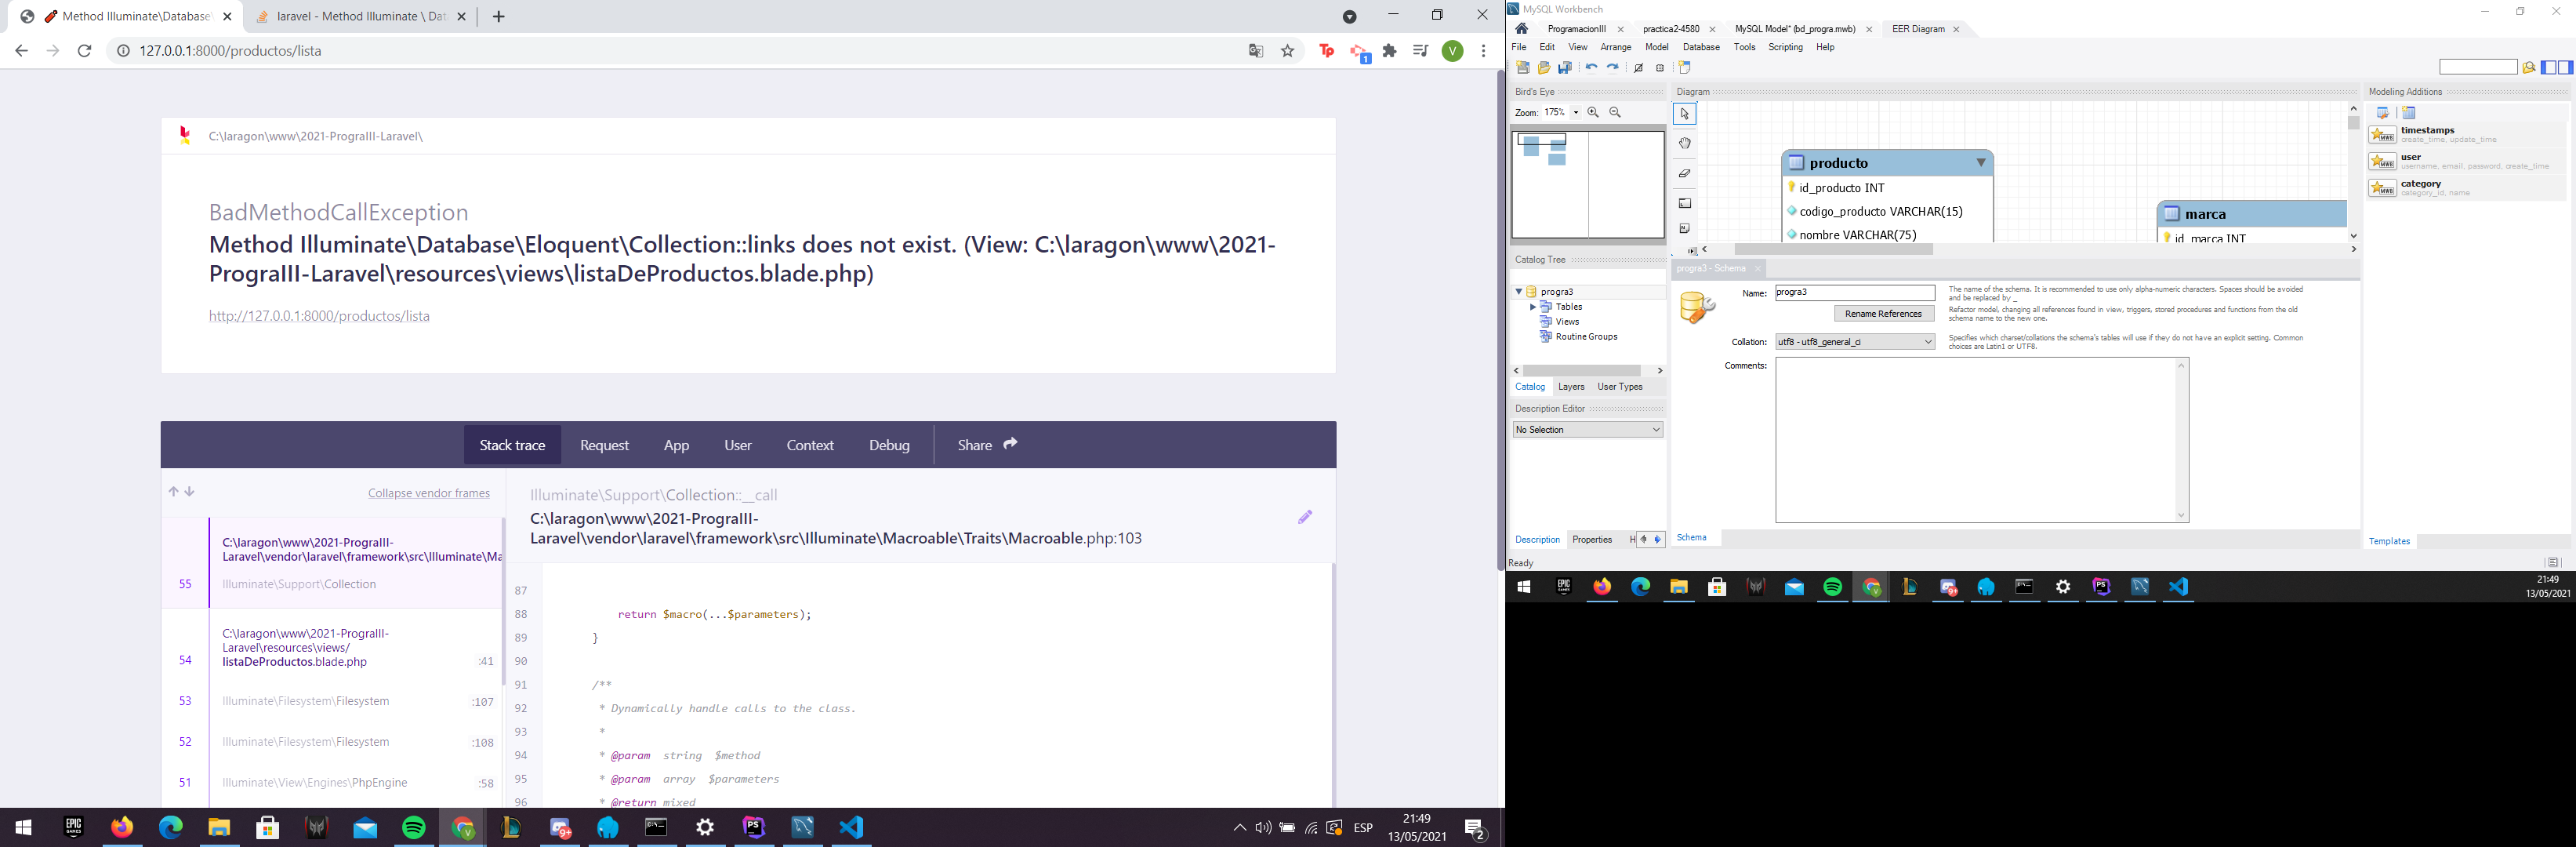 Method Illuminate\Database\
laravel - Method Illuminate \ Dat
127.0.0.1:8000/productos/lista
Tp
1
V
C:\laragon\www\2021-PrograIII-Laravel\
BadMethodCallException
Method Illuminate\Database\Eloquent\Collection::links does not exist. (View: C:\laragon\www\2021-
PrograIII-Laravel\resources\views\listaDeProductos.blade.php)
http://127.0.0.1:8000/productos/lista
Stack trace
Request
App
User
Context
Debug
Share
Collapse vendor frames
C:\laragon\www\2021-PrograIII-
Laravel\vendor\laravel\framework\src\Illuminate\Ma
55
Illuminate\Support\Collection
C:\laragon\www\2021-PrograIII-
Laravel\resources\views/
54
listaDeProductos.blade.php
:41
53
Illuminate\Filesystem\Filesystem
:107
52
Illuminate\Filesystem\Filesystem
:108
51
Illuminate\View\Engines\PhpEngine
:58
Illuminate\Support\Collection::__call
C:\laragon\www\2021-PrograIII-
Laravel\vendor\laravel\framework\src\Illuminate\Macroable\Traits\Macroable.php:103
87
88 return $macro(...$parameters);
89 }
90
91 /**
92 * Dynamically handle calls to the class.
93 *
94 * @param string $method
95 * @param array $parameters
96 * @return mixed
EPIC
GAMES
V
9+
PS
ESP
21:49
13/05/2021
2
MySQL Workbench
ProgramacionIII
practica2-4580
MySQL Model* (bd_progra.mwb)
EER Diagram
File Edit View Arrange Model Database Tools Scripting Help
Bird's Eye
Zoom: 175%
Diagram
producto
id_producto INT
codigo_producto VARCHAR(15)
nombre VARCHAR(75)
marca
id_marca INT
Modeling Additions
timestamps
create_time, update_time
user
username, email, password, create_time
category
category_id, name
Catalog Tree
progra3
Tables
Views
Routine Groups
Catalog Layers User Types
Description Editor
No Selection
Description Properties H
progra3 - Schema
Name:
progra3
The name of the schema. It is recommended to use only alpha-numeric characters. Spaces should be avoided
and be replaced by _
Rename References
Refactor model, changing all references found in view, triggers, stored procedures and functions from the old
schema name to the new one.
Collation:
utf8 - utf8_general_ci
Specifies which charset/collations the schema's tables will use if they do not have an explicit setting. Common
choices are Latin1 or UTF8.
Comments:
Schema
Templates
Ready
EPIC
GAMES
V
9+
PS
21:49
13/05/2021